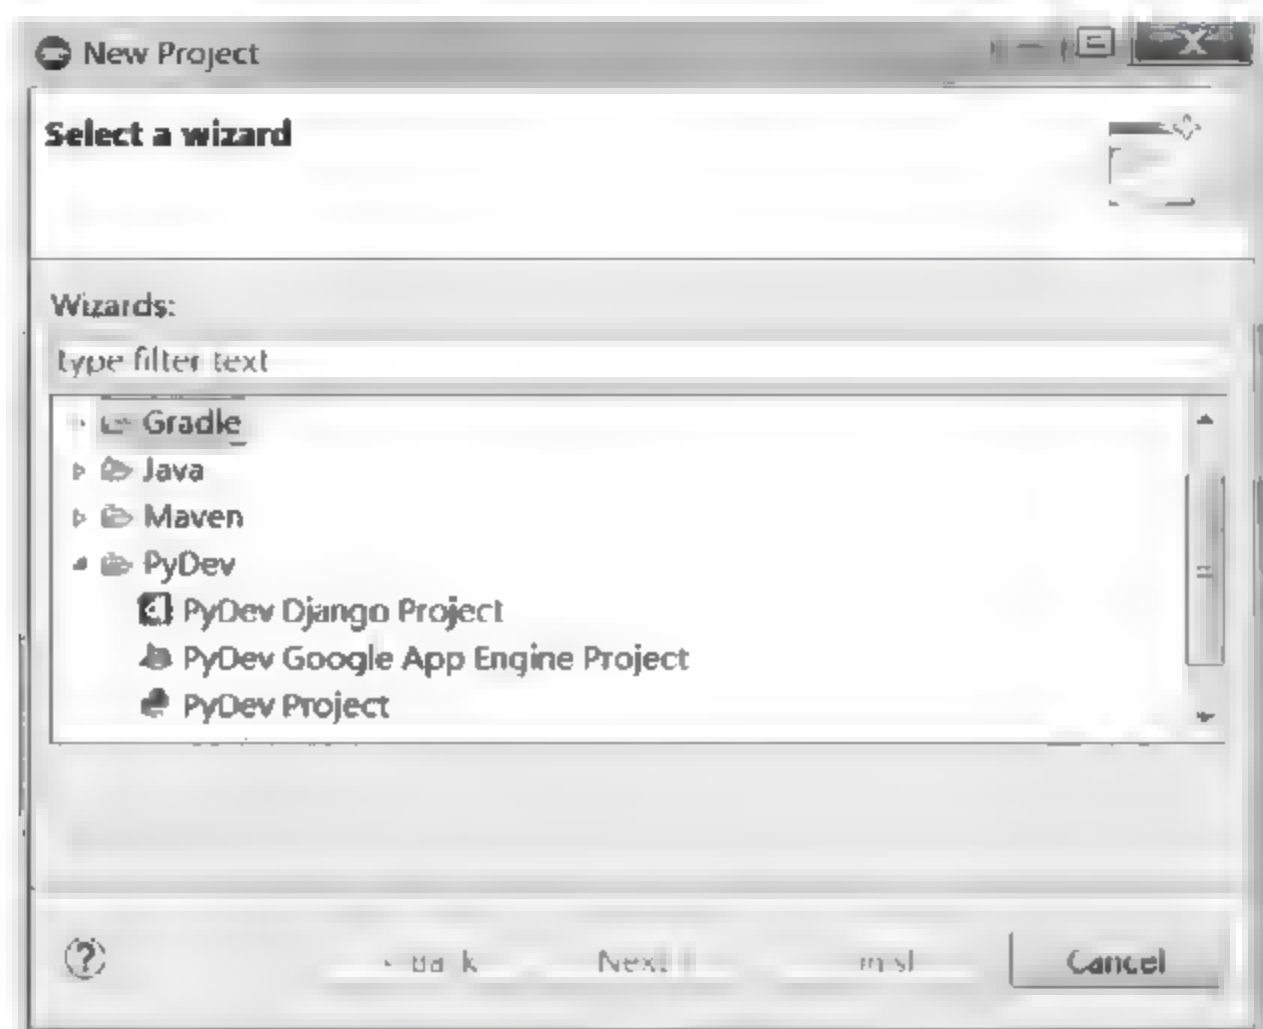 New Project
Select a wizard
Wizards:
type filter text
Gradle
Java
Maven
PyDev
PyDev Django Project
PyDev Google App Engine Project
PyDev Project
Next
Cancel